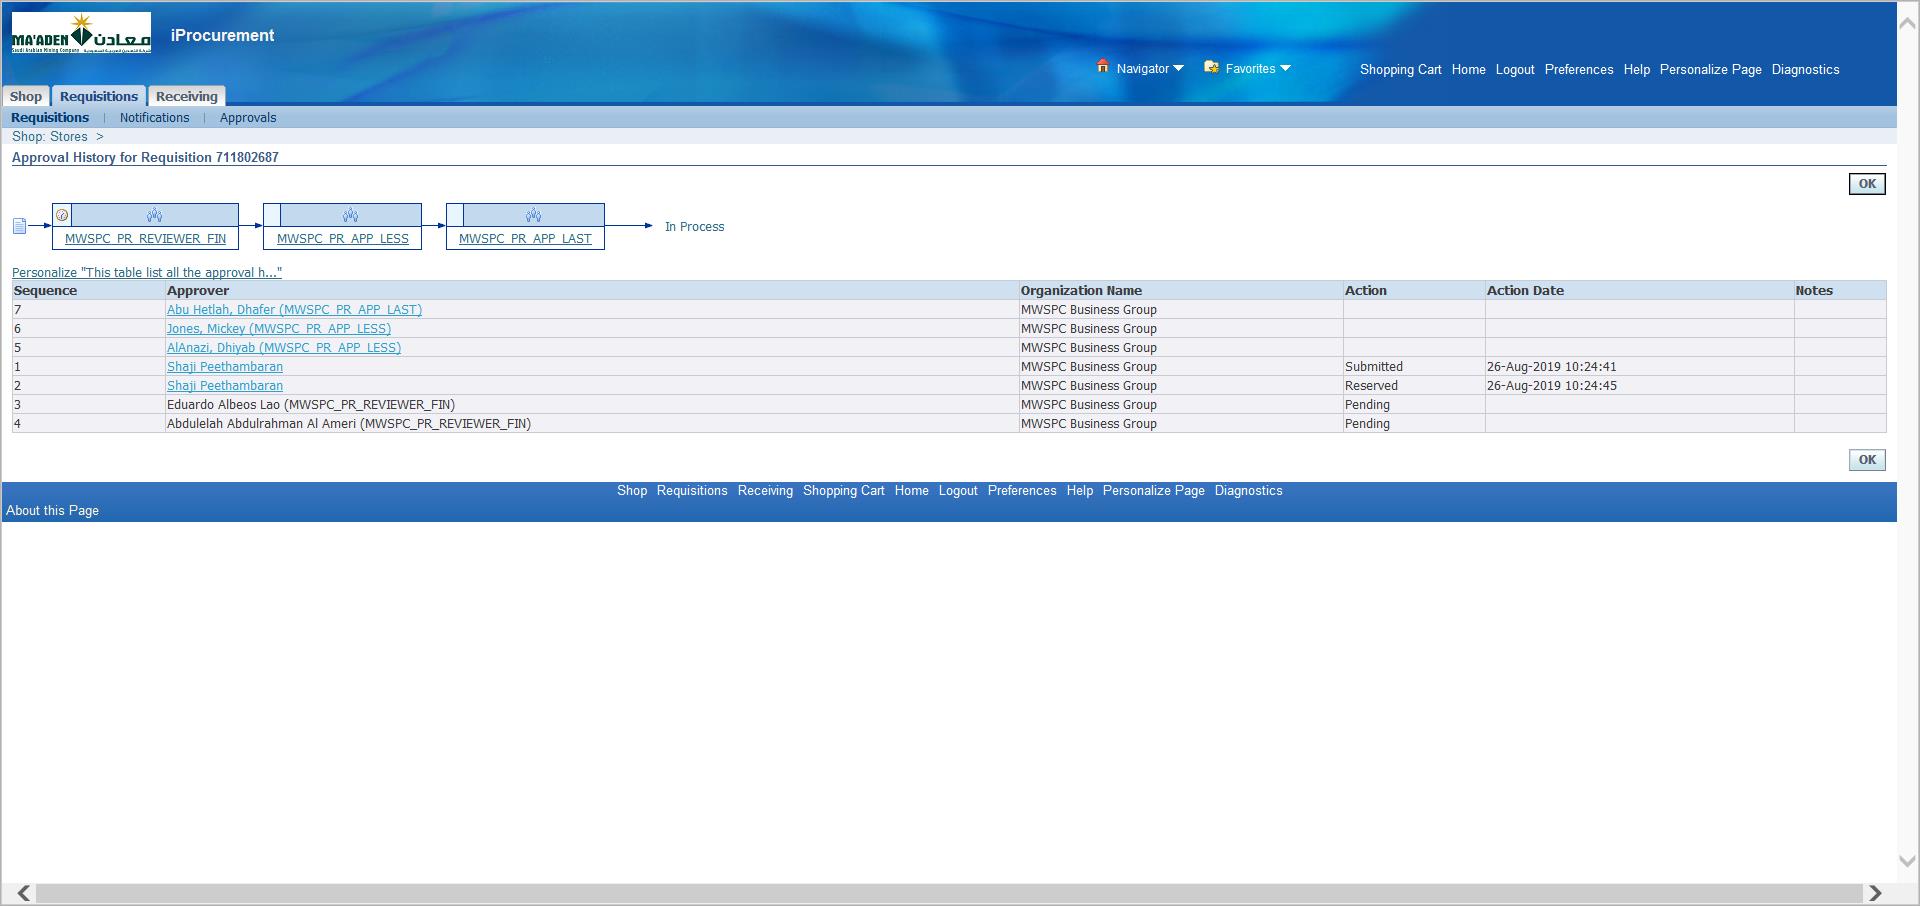 MA'ADEN معادن
Saudi Arabian Mining Company
iProcurement
Navigator Favorites Shopping Cart Home Logout Preferences Help Personalize Page Diagnostics
Shop Requisitions Receiving
Requisitions | Notifications | Approvals
Shop: Stores >
Approval History for Requisition 711802687
OK
MWSPC_PR_REVIEWER_FIN MWSPC_PR_APP_LESS MWSPC_PR_APP_LAST In Process
Personalize "This table list all the approval h..."
Sequence Approver Organization Name Action Action Date Notes
7 Abu Hetlah, Dhafer (MWSPC_PR_APP_LAST) MWSPC Business Group
6 Jones, Mickey (MWSPC_PR_APP_LESS) MWSPC Business Group
5 AlAnazi, Dhiyab (MWSPC_PR_APP_LESS) MWSPC Business Group
1 Shaji Peethambaran MWSPC Business Group Submitted 26-Aug-2019 10:24:41
2 Shaji Peethambaran MWSPC Business Group Reserved 26-Aug-2019 10:24:45
3 Eduardo Albeos Lao (MWSPC_PR_REVIEWER_FIN) MWSPC Business Group Pending
4 Abdulelah Abdulrahman Al Ameri (MWSPC_PR_REVIEWER_FIN) MWSPC Business Group Pending
OK
Shop Requisitions Receiving Shopping Cart Home Logout Preferences Help Personalize Page Diagnostics
About this Page